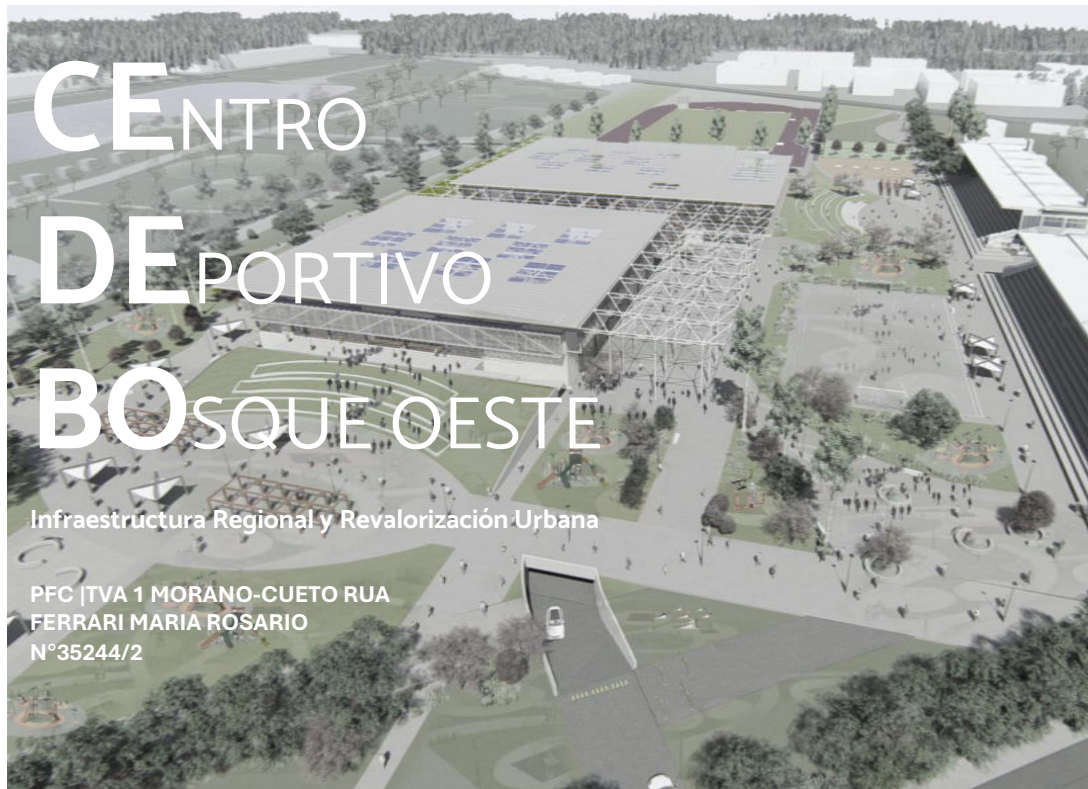 CENTRO
DEPORTIVO
BOSQUE OESTE
Infraestructura Regional y Revalorización Urbana
PFC |TVA 1 MORANO-CUETO RUA
FERRARI MARIA ROSARIO
N°35244/2